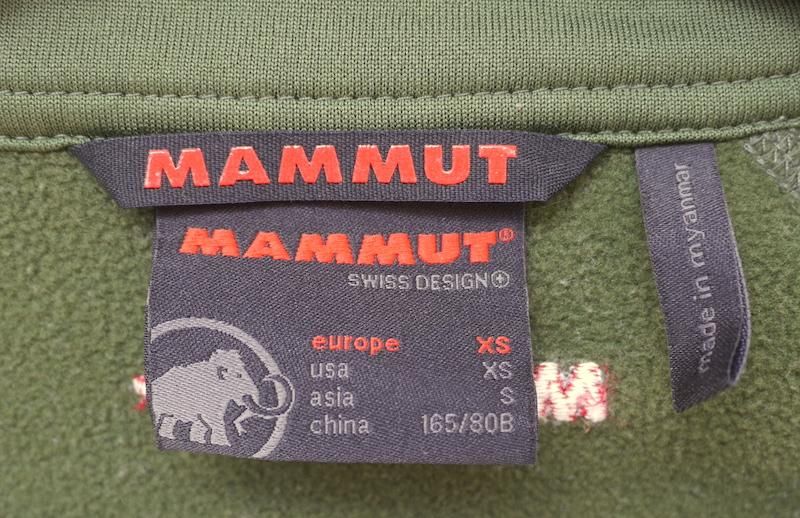 MAMMUT
MAMMUT®
SWISS DESIGN
europe XS
usa XS
asia S
china 165/80B
made in myanmar
M